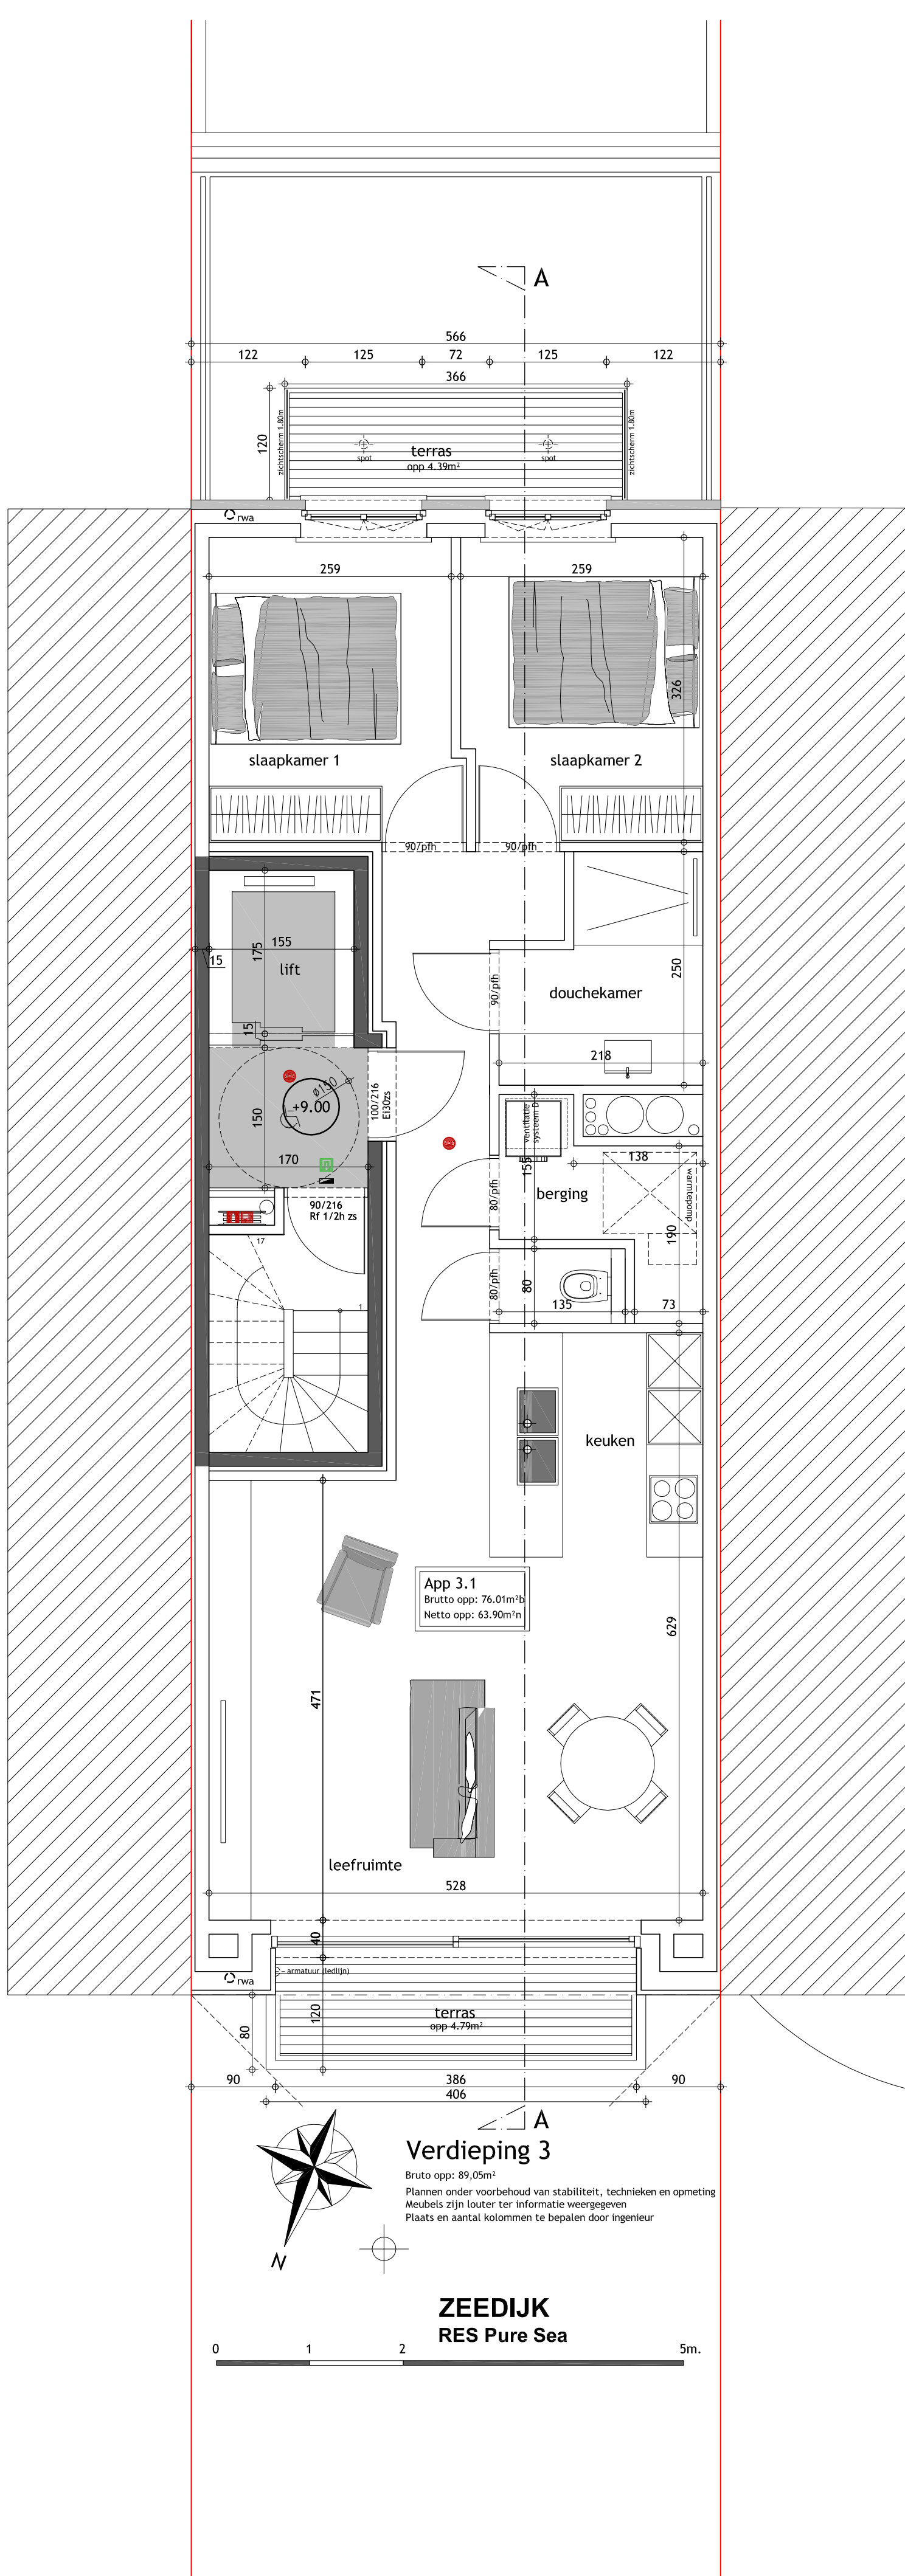 A
566
122 125 72 125 122
366
120
zichtscherm 1.80m
zichtscherm 1.80m
spot
spot
terras
opp 4.39m²
rwa
259 259
326
slaapkamer 1
slaapkamer 2
90/pfh 90/pfh
175
155
15
lift
15
90/pfh
250
douchekamer
218
ø150
+9.00
150
100/216
EI30zs
170
ventilatie
systeem D
155
138
warmtepomp
berging
80/pfh
190
90/216
Rf 1/2h zs
17
1
80/pfh
80
135 73
keuken
App 3.1
Brutto opp: 76.01m²b
Netto opp: 63.90m²n
629
471
leefruimte
528
40
armatuur (ledlijn)
rwa
120
80
terras
opp 4.79m²
90 386 90
406
A
Verdieping 3
Bruto opp: 89,05m²
Plannen onder voorbehoud van stabiliteit, technieken en opmeting
Meubels zijn louter ter informatie weergegeven
Plaats en aantal kolommen te bepalen door ingenieur
N
ZEEDIJK
RES Pure Sea
0 1 2 5m.